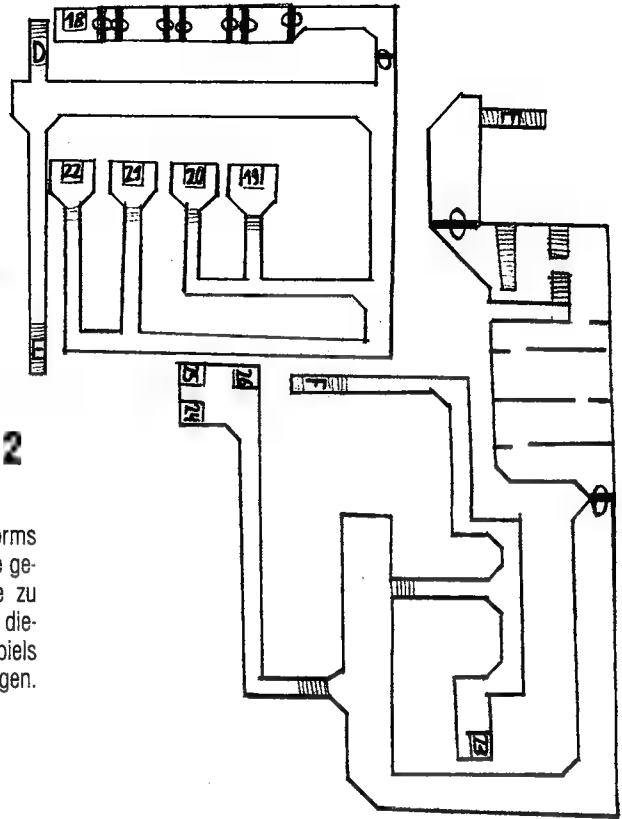 18
D
22 21 20 19
E
E
25 26
24
F
2
orms
e ge-
e zu
die-
piels
gen.
23